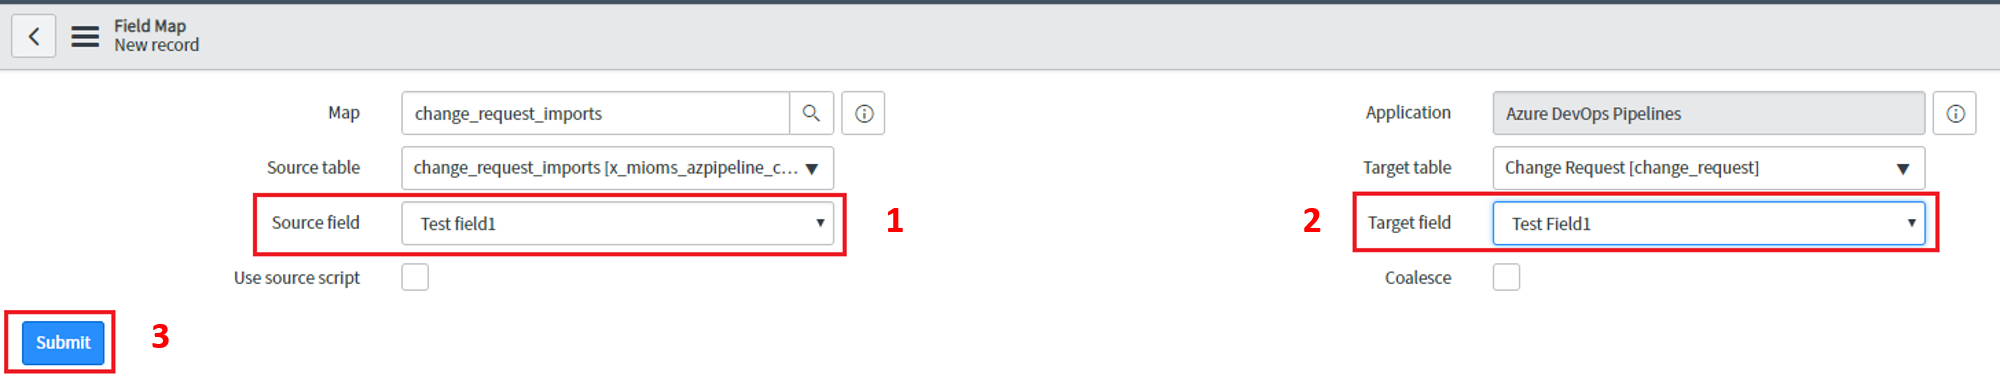 Field Map
New record
Map change_request_imports
Application Azure DevOps Pipelines
Source table change_request_imports [x_mioms_azpipeline_c...
Target table Change Request [change_request]
Source field Test field1 1
2 Target field Test Field1
Use source script
Coalesce
Submit 3